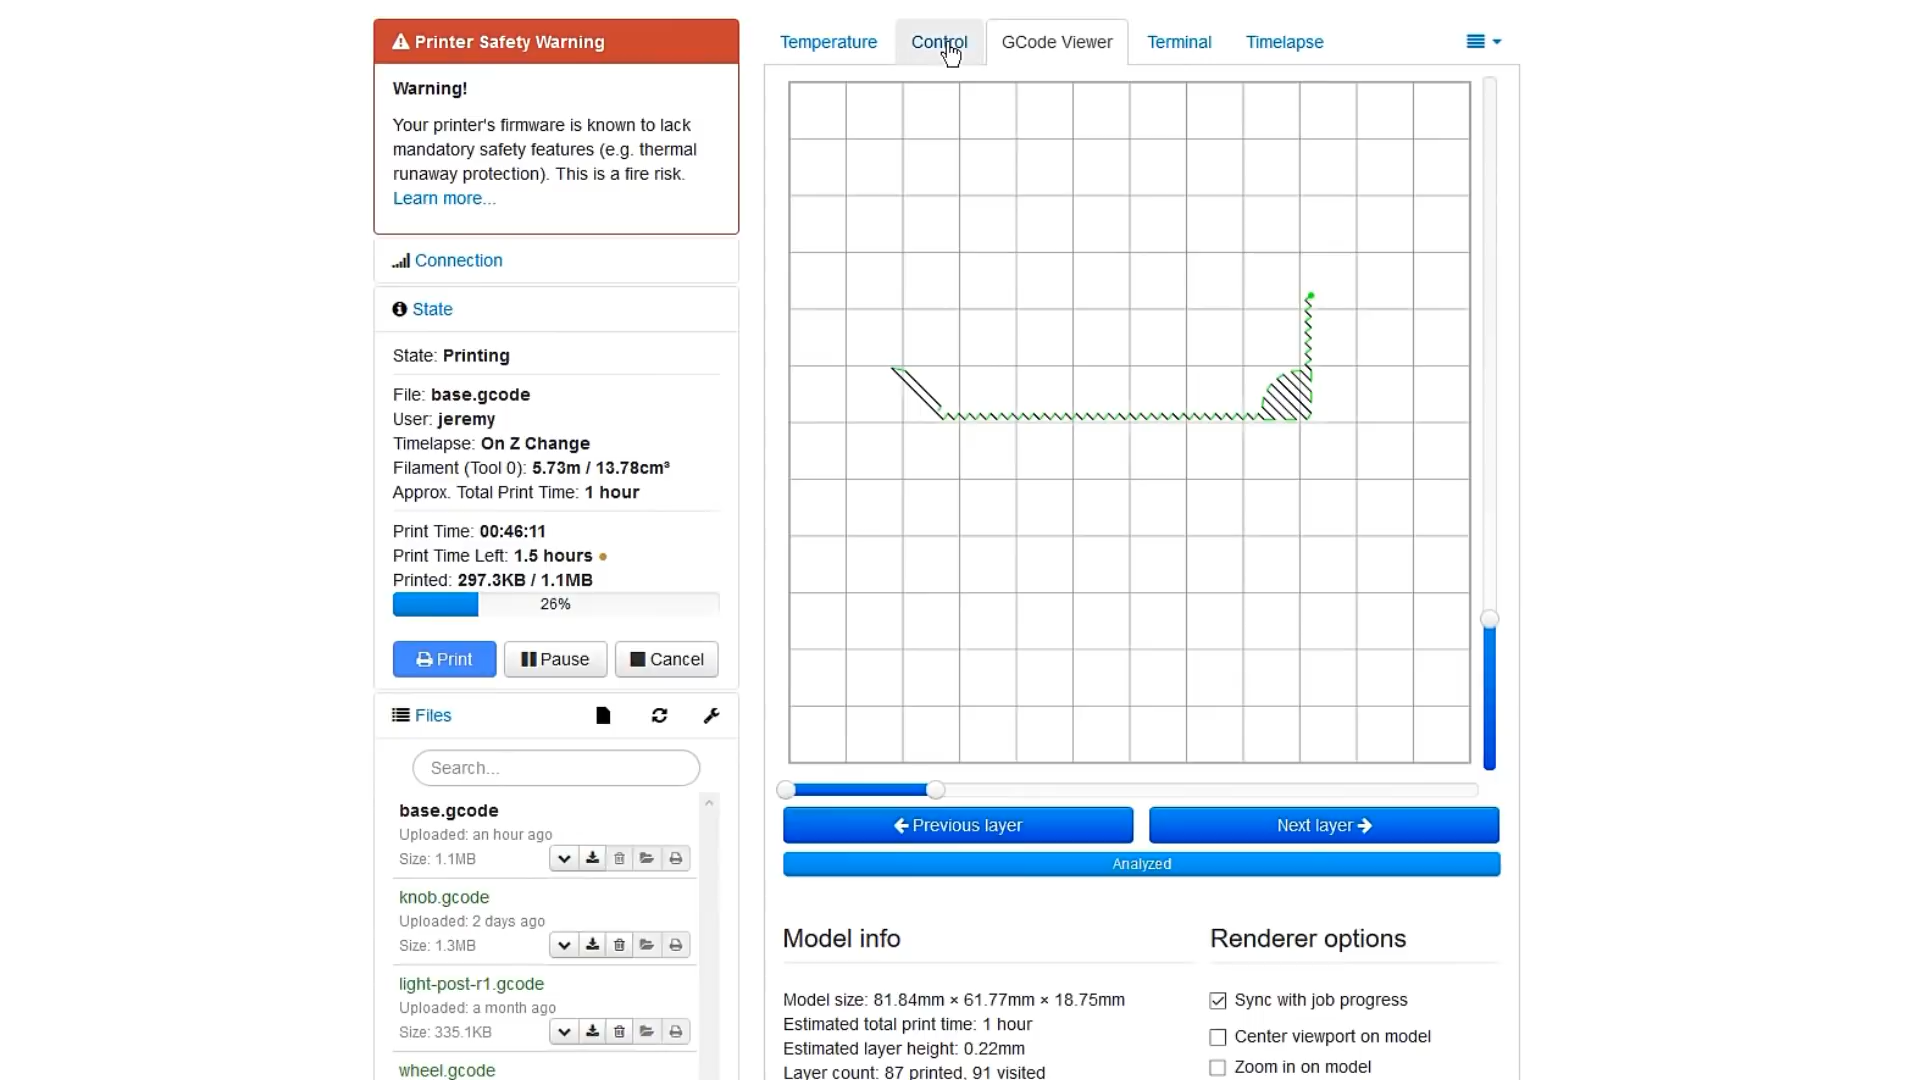 Printer Safety Warning
Warning!
Your printer's firmware is known to lack
mandatory safety features (e.g. thermal
runaway protection). This is a fire risk.
Learn more...
Connection
State
State: Printing
File: base.gcode
User: jeremy
Timelapse: On Z Change
Filament (Tool 0): 5.73m / 13.78cm³
Approx. Total Print Time: 1 hour
Print Time: 00:46:11
Print Time Left: 1.5 hours
Printed: 297.3KB / 1.1MB
26%
Print
Pause
Cancel
Files
Search...
base.gcode
Uploaded: an hour ago
Size: 1.1MB
knob.gcode
Uploaded: 2 days ago
Size: 1.3MB
light-post-r1.gcode
Uploaded: a month ago
Size: 335.1KB
wheel.gcode
Temperature
Control
GCode Viewer
Terminal
Timelapse
Previous layer
Next layer
Analyzed
Model info
Model size: 81.84mm × 61.77mm × 18.75mm
Estimated total print time: 1 hour
Estimated layer height: 0.22mm
Layer count: 87 printed, 91 visited
Renderer options
Sync with job progress
Center viewport on model
Zoom in on model